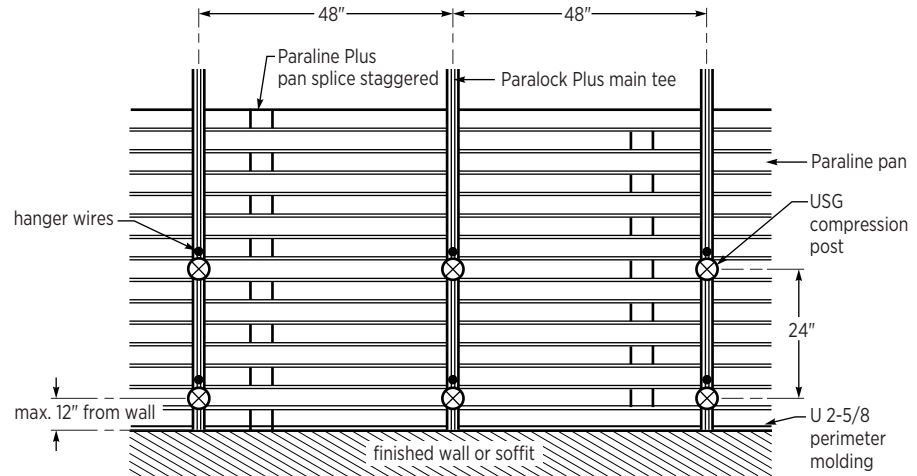 48"
48"
Paraline Plus
pan splice staggered
Paralock Plus main tee
Paraline pan
hanger wires
USG
compression
post
24"
max. 12" from wall
U 2-5/8
perimeter
molding
finished wall or soffit